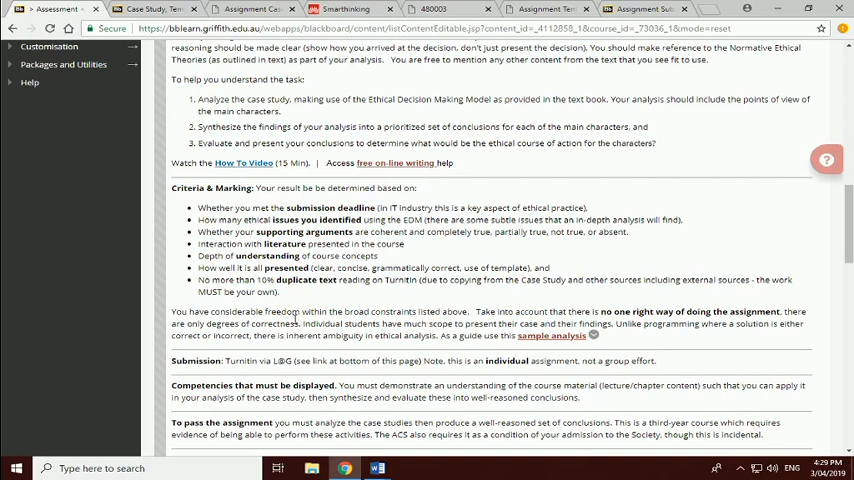 > Assessment
Case Study, Tem
Assignment Cas
Smarthinking
480003
Assignment Tem
Assignment Sub
Secure
https://bblearn.griffith.edu.au/webapps/blackboard/content/listContentEditable.jsp?content_id=_4112858_1&course_id=_73036_1&mode=reset
Customisation
Packages and Utilities
Help
reasoning should be made clear (show how you arrived at the decision, don't just present the decision). You should make reference to the Normative Ethical
Theories (as outlined in text) as part of your analysis. You are free to mention any other content from the text that you see fit to use.
To help you understand the task:
1. Analyze the case study, making use of the Ethical Decision Making Model as provided in the text book. Your analysis should include the points of view of
the main characters.
2. Synthesize the findings of your analysis into a prioritized set of conclusions for each of the main characters, and
3. Evaluate and present your conclusions to determine what would be the ethical course of action for the characters?
Watch the How To Video (15 Min). | Access free on-line writing help
Criteria & Marking: Your result be be determined based on:
Whether you met the submission deadline (in IT industry this is a key aspect of ethical practice),
How many ethical issues you identified using the EDM (there are some subtle issues that an in-depth analysis will find),
Whether your supporting arguments are coherent and completely true, partially true, not true, or absent.
Interaction with literature presented in the course
Depth of understanding of course concepts
How well it is all presented (clear, concise, grammatically correct, use of template), and
No more than 10% duplicate text reading on Turnitin (due to copying from the Case Study and other sources including external sources - the work
MUST be your own).
You have considerable freedom within the broad constraints listed above. Take into account that there is no one right way of doing the assignment, there
are only degrees of correctness. Individual students have much scope to present their case and their findings. Unlike programming where a solution is either
correct or incorrect, there is inherent ambiguity in ethical analysis. As a guide use this sample analysis
Submission: Turnitin via L@G (see link at bottom of this page) Note, this is an individual assignment, not a group effort.
Competencies that must be displayed. You must demonstrate an understanding of the course material (lecture/chapter content) such that you can apply it
in your analysis of the case study, then synthesize and evaluate these into well-reasoned conclusions.
To pass the assignment you must analyze the case studies then produce a well-reasoned set of conclusions. This is a third-year course which requires
evidence of being able to perform these activities. The ACS also requires it as a condition of your admission to the Society, though this is incidental.
Type here to search
ENG
4:29 PM
3/04/2019